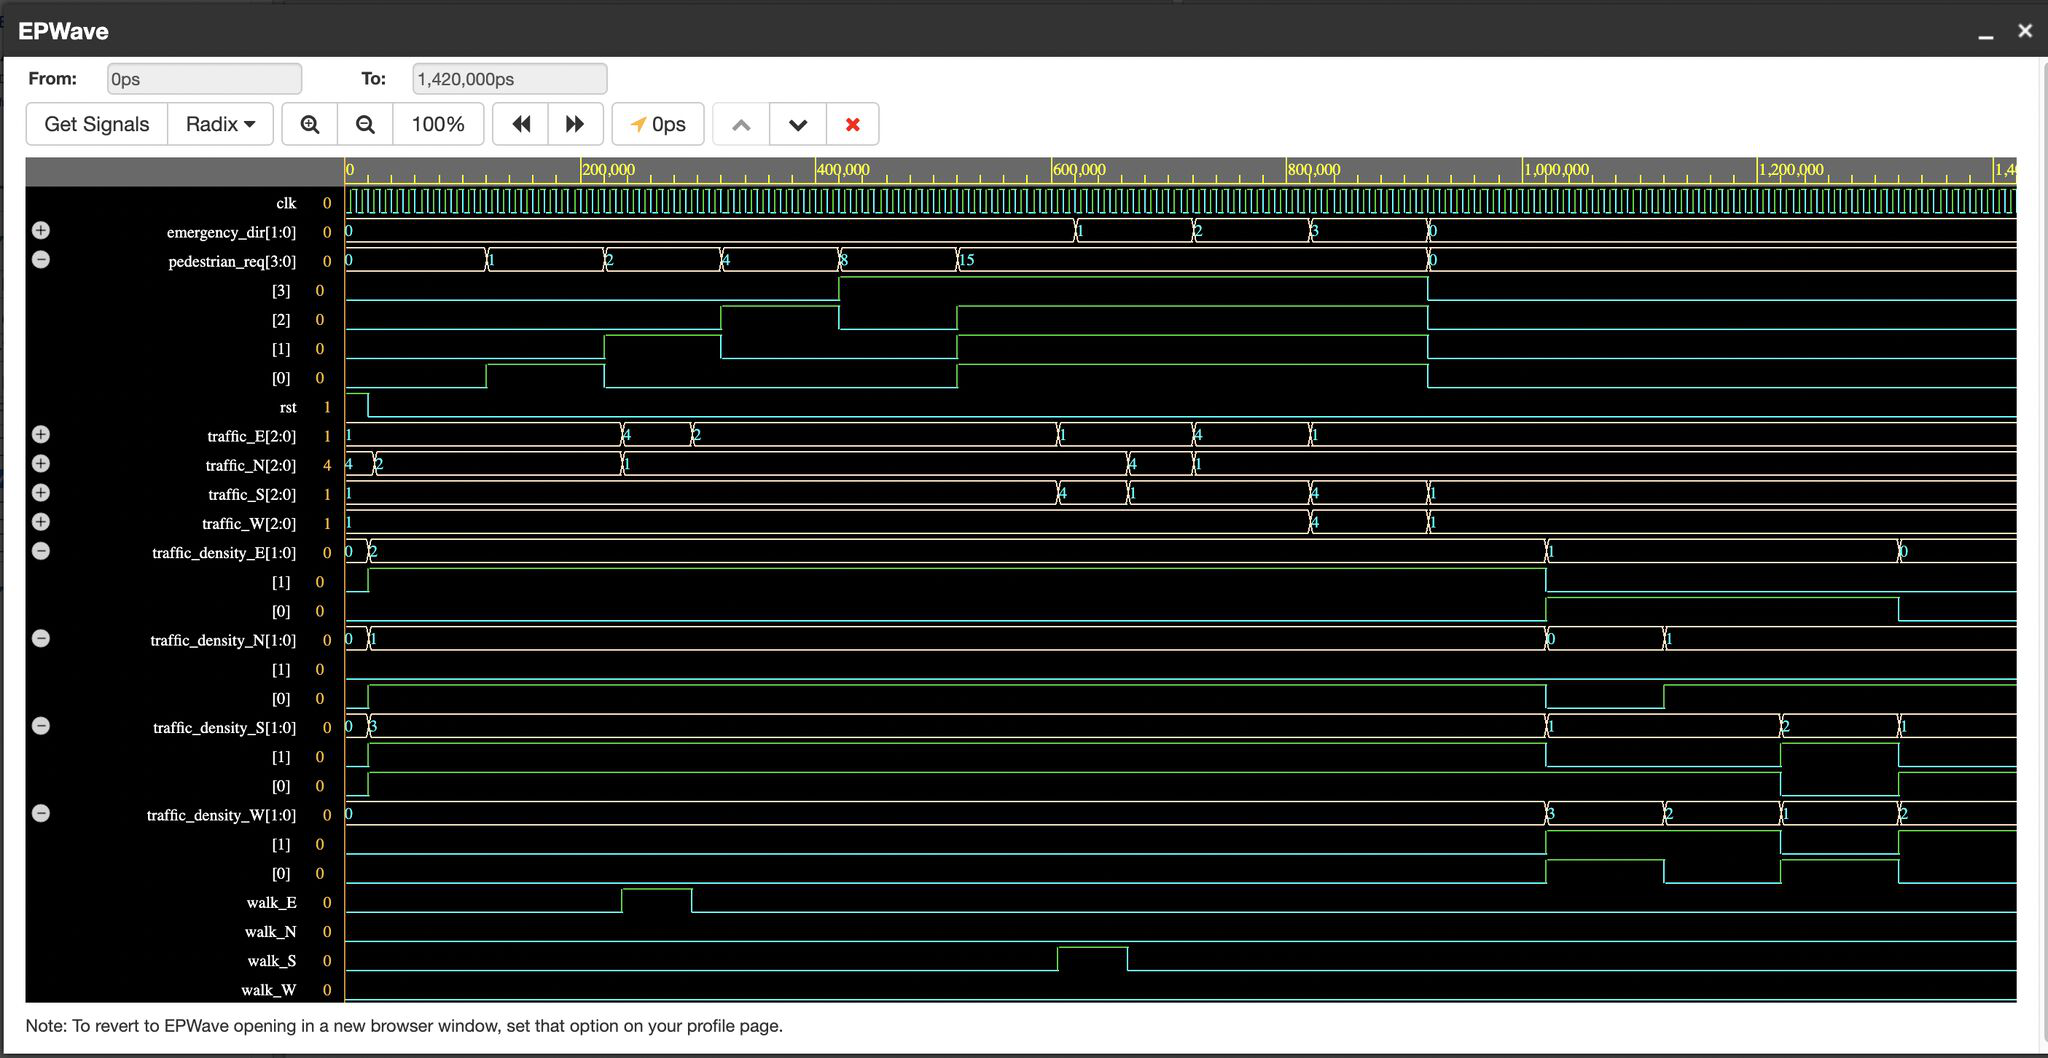 EPWave
From: 0ps To: 1,420,000ps
Get Signals Radix 100% 0ps
0 200,000 400,000 600,000 800,000 1,000,000 1,200,000 1,4
clk 0
emergency_dir[1:0] 0 0 1 2 3 0
pedestrian_req[3:0] 0 0 1 2 4 8 15 0
[3] 0
[2] 0
[1] 0
[0] 0
rst 1
traffic_E[2:0] 1 1 4 2 1 4 1
traffic_N[2:0] 4 4 2 1 4 1
traffic_S[2:0] 1 1 4 1 4 1
traffic_W[2:0] 1 1 4 1
traffic_density_E[1:0] 0 0 2 1 0
[1] 0
[0] 0
traffic_density_N[1:0] 0 0 1 0 1
[1] 0
[0] 0
traffic_density_S[1:0] 0 0 3 1 2 1
[1] 0
[0] 0
traffic_density_W[1:0] 0 0 3 2 1 2
[1] 0
[0] 0
walk_E 0
walk_N 0
walk_S 0
walk_W 0
Note: To revert to EPWave opening in a new browser window, set that option on your profile page.